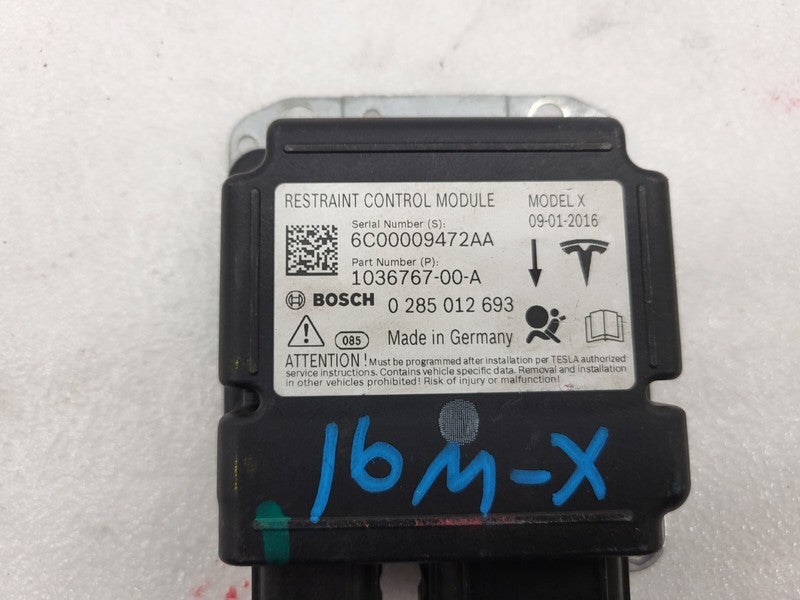 RESTRAINT CONTROL MODULE MODEL X
09-01-2016
Serial Number (S):
6C00009472AA
Part Number (P):
1036767-00-A
BOSCH 0 285 012 693
085 Made in Germany
ATTENTION! Must be programmed after installation per TESLA authorized
service instructions. Contains vehicle specific data. Removal and installation
in other vehicles prohibited! Risk of injury or malfunction!
16 M-X